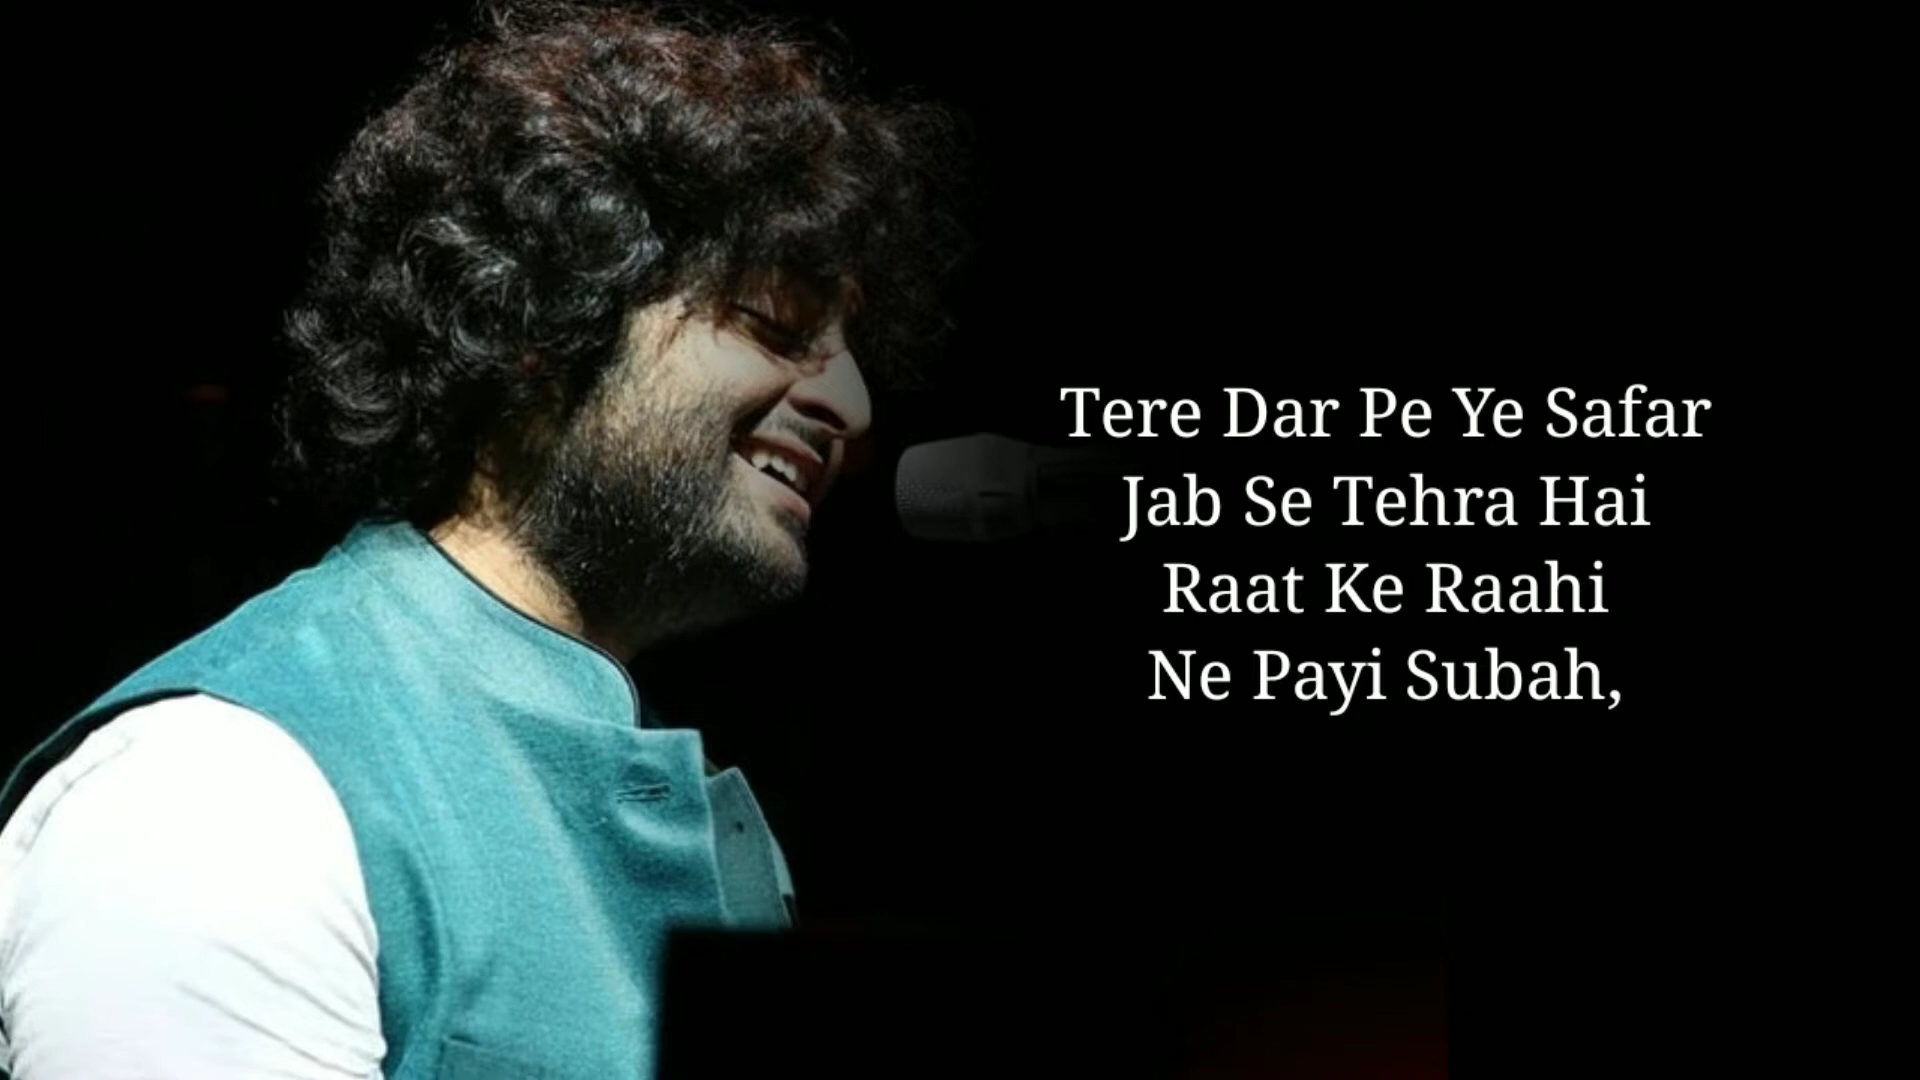 Tere Dar Pe Ye Safar
Jab Se Tehra Hai
Raat Ke Raahi
Ne Payi Subah,